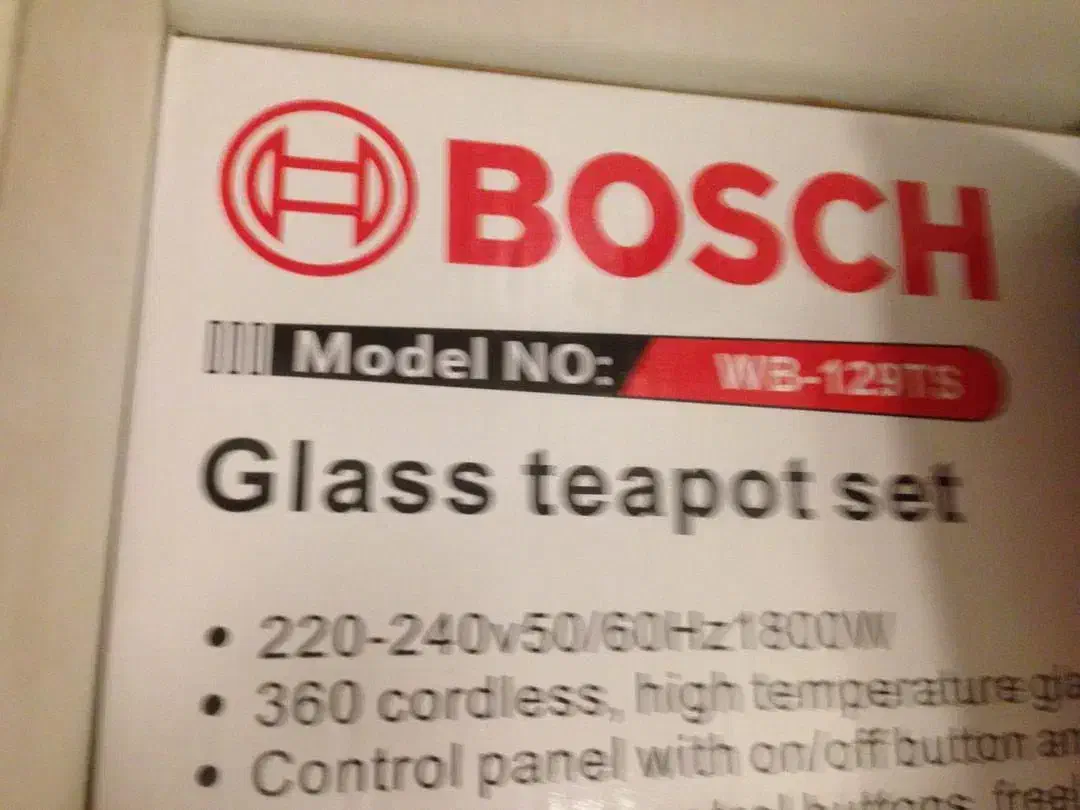 BOSCH
Model NO: WB-129TS
Glass teapot set
• 220-240v50/60Hz1800W
• 360 cordless, high temperature
• Control panel with on/off button
buttons,